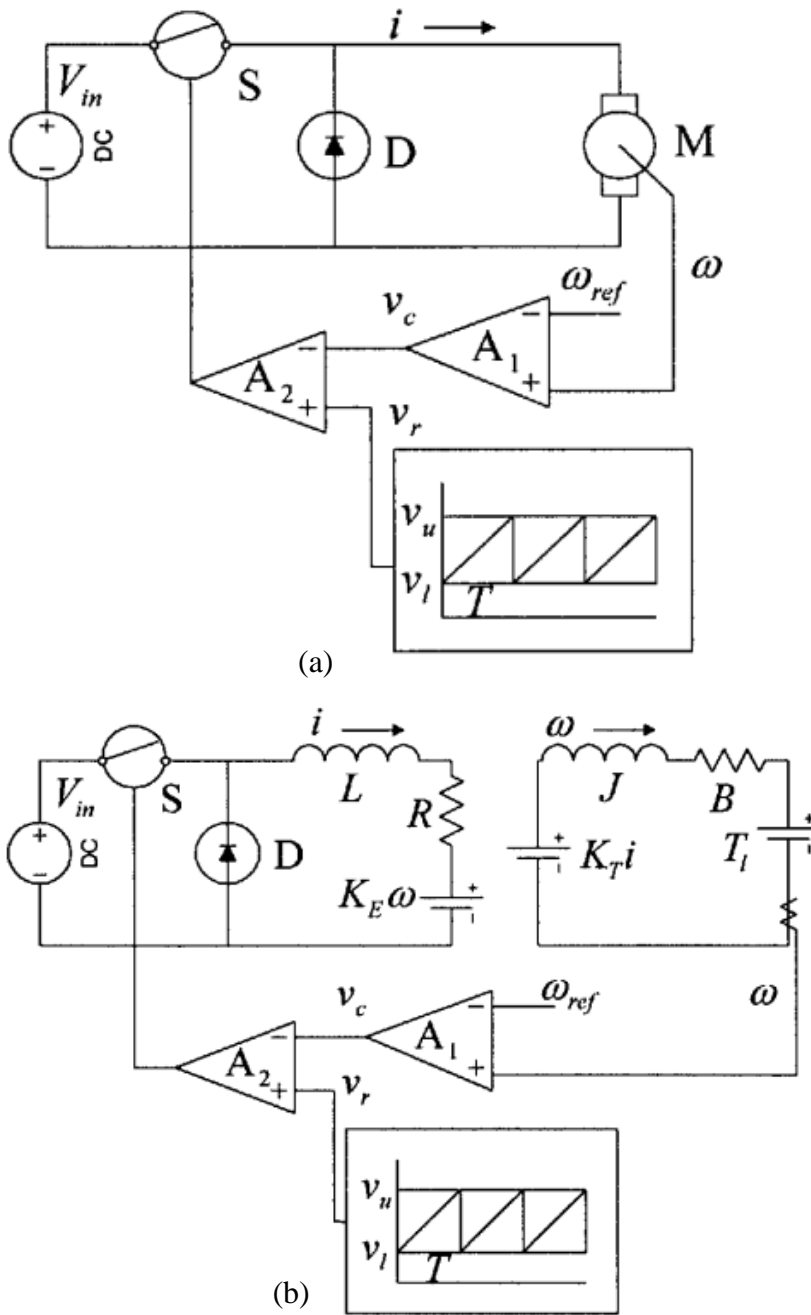 i
V_in
S
+
−
DC
D
M
ω
ω_ref
v_c
−
A_1
+
−
A_2
+
v_r
v_u
v_l
T
(a)
i
ω
V_in
S
L
J
B
R
+
−
DC
D
+
−
K_T i
+
T_l
−
K_E ω
+
−
v_c
ω_ref
ω
−
A_1
+
−
A_2
+
v_r
v_u
v_l
T
(b)